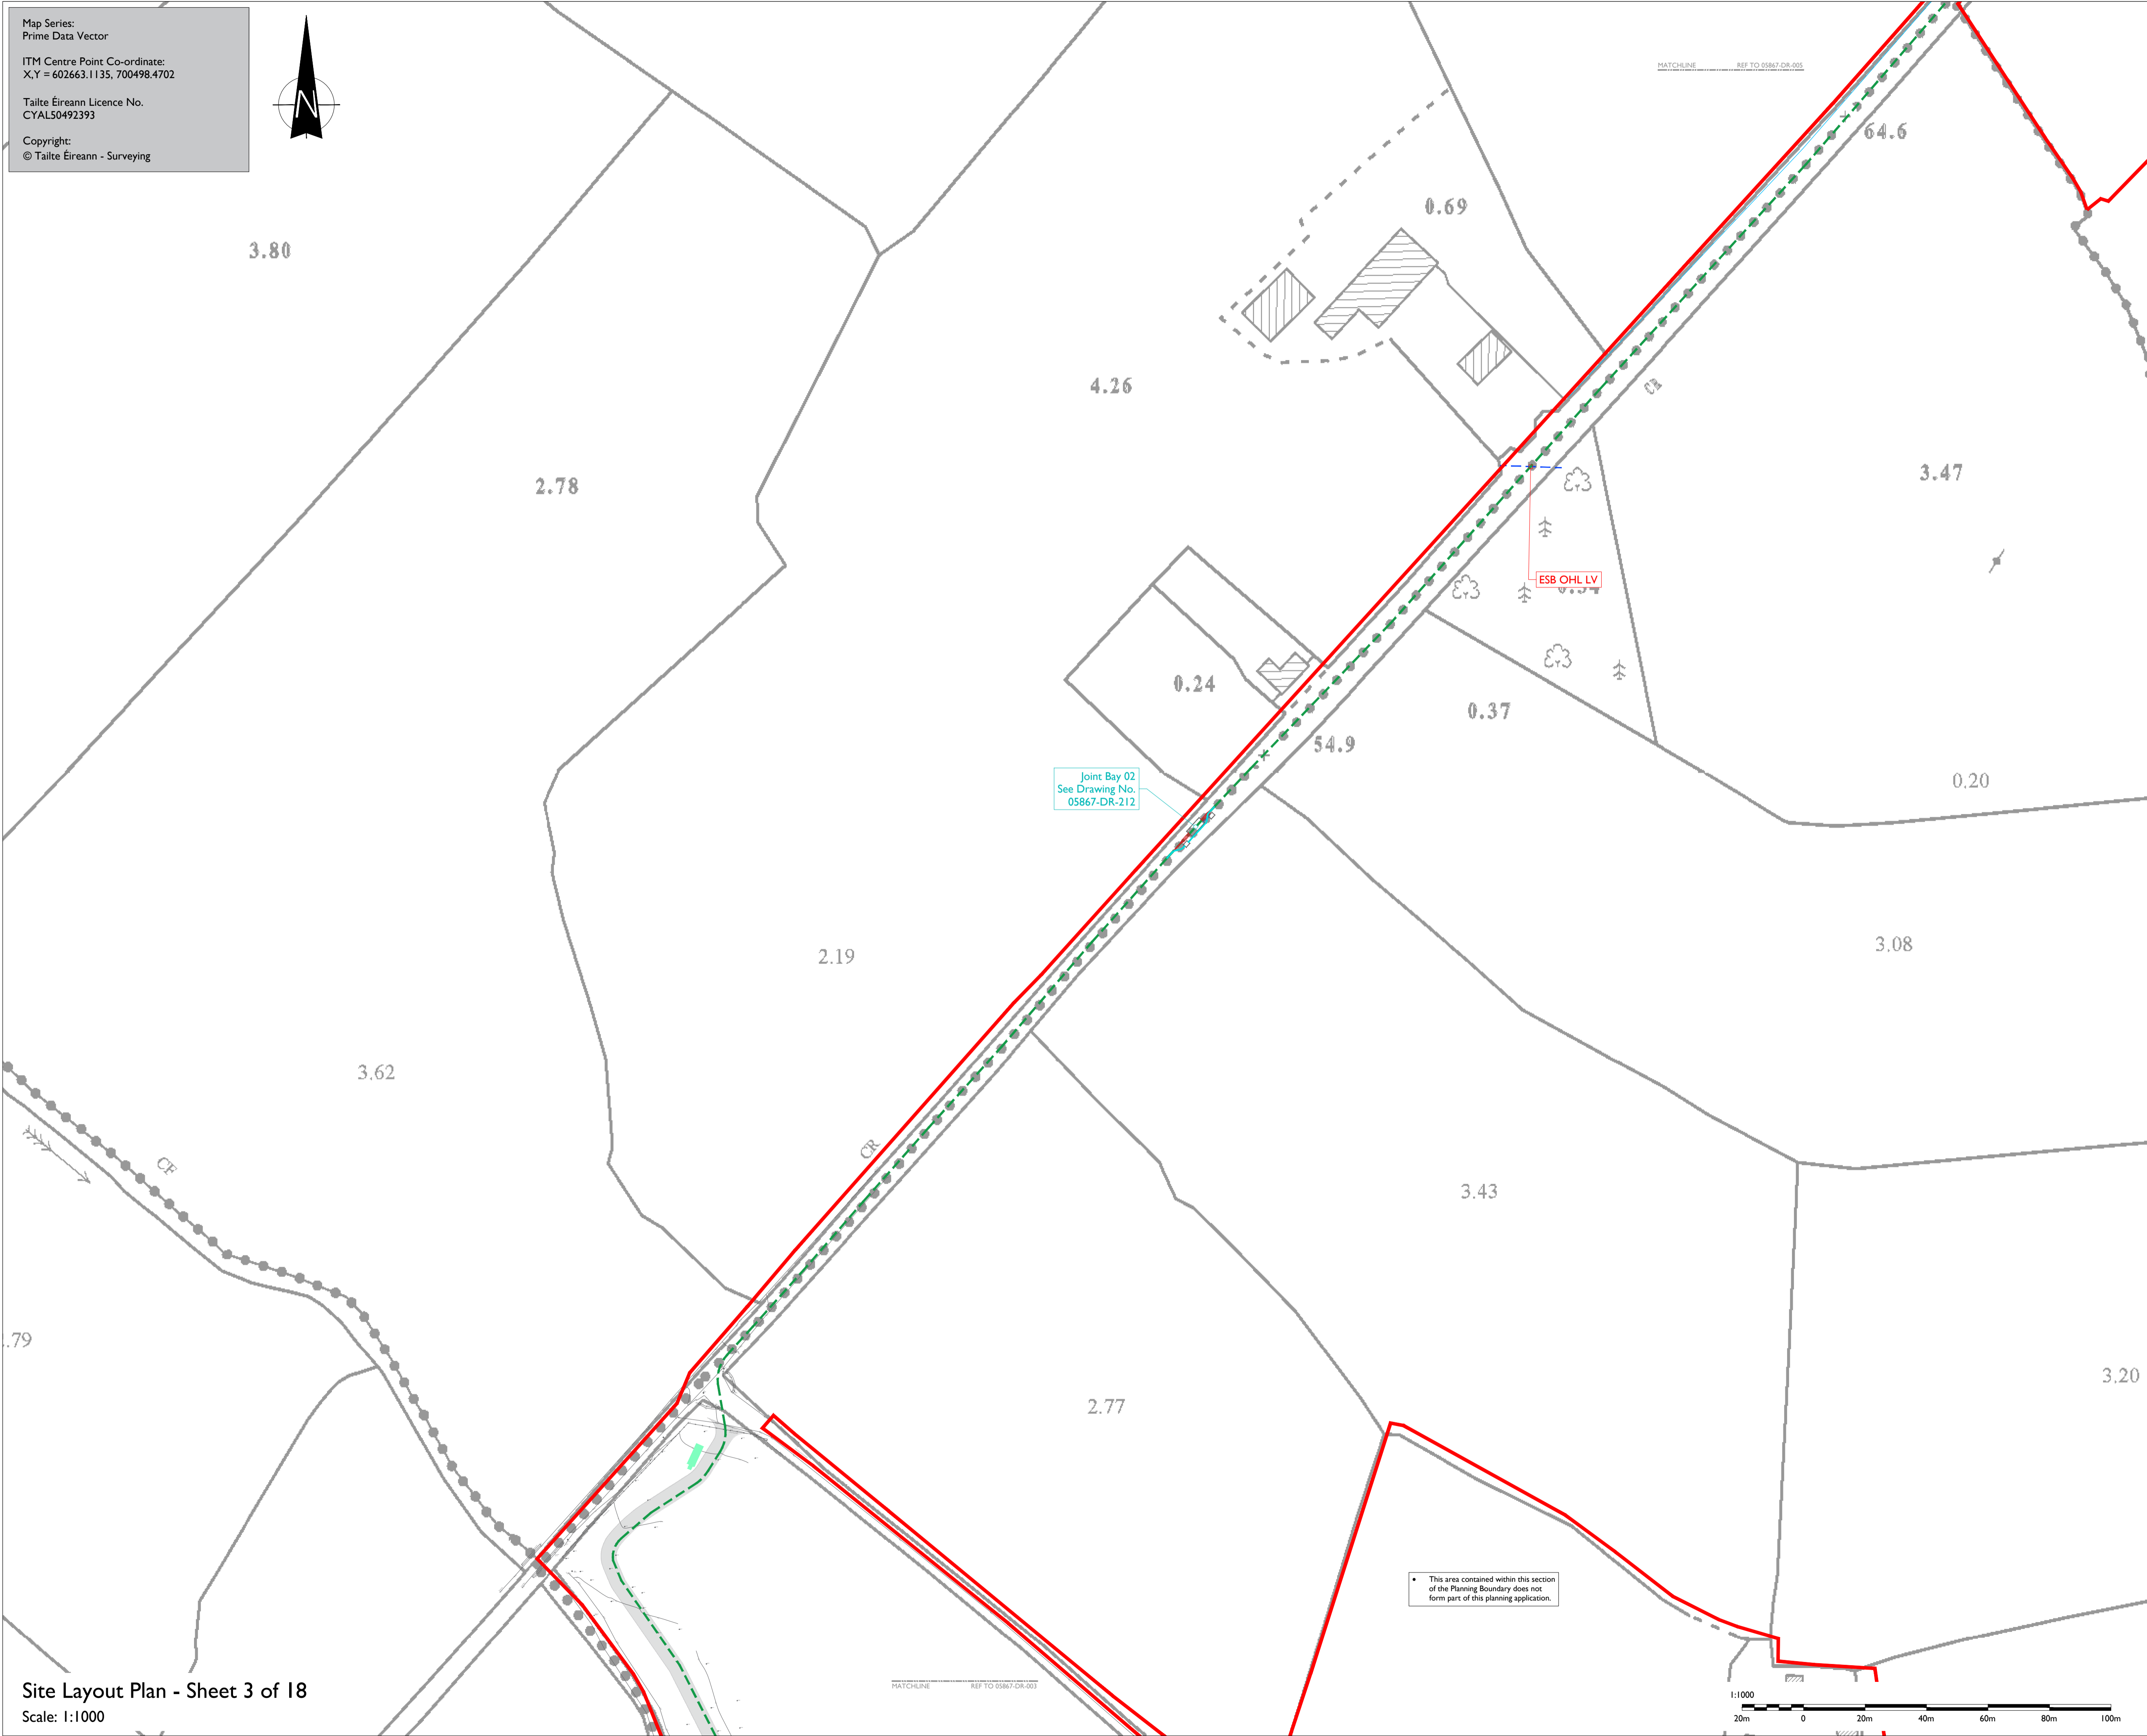 Map Series:
Prime Data Vector
ITM Centre Point Co-ordinate:
X,Y = 602663.1135, 700498.4702
Tailte Éireann Licence No.
CYAL50492393
Copyright:
© Tailte Éireann - Surveying
N
MATCHLINE REF TO 05867-DR-005
64.6
0.69
3.80
4.26
CR
3.47
2.78
ESB OHL LV
0.24
0.37
54.9
Joint Bay 02
See Drawing No.
05867-DR-212
0.20
3.08
2.19
3.62
CR
CF
3.43
.79
3.20
2.77
• This area contained within this section
of the Planning Boundary does not
form part of this planning application.
MATCHLINE REF TO 05867-DR-003
Site Layout Plan - Sheet 3 of 18
Scale: 1:1000
1:1000
20m 0 20m 40m 60m 80m 100m